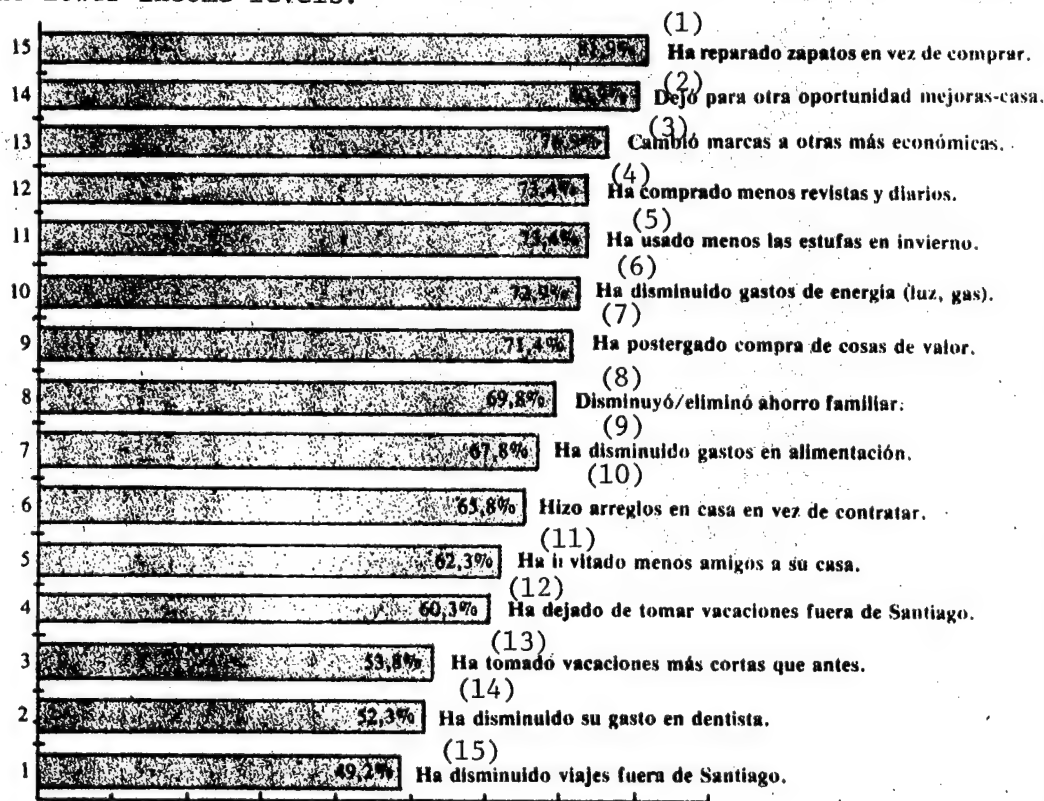 lower income levels.
(1)
15 81,9% Ha reparado zapatos en vez de comprar.
(2)
14 Dejó para otra oportunidad mejoras-casa.
(3)
13 Cambió marcas a otras más económicas.
(4)
12 73,4% Ha comprado menos revistas y diarios.
(5)
11 73,4% Ha usado menos las estufas en invierno.
(6)
10 72,9% Ha disminuido gastos de energía (luz, gas).
(7)
9 71,4% Ha postergado compra de cosas de valor.
(8)
8 69,8% Disminuyó/eliminó ahorro familiar.
(9)
7 67,8% Ha disminuido gastos en alimentación.
(10)
6 65,8% Hizo arreglos en casa en vez de contratar.
(11)
5 62,3% Ha invitado menos amigos a su casa.
(12)
4 60,3% Ha dejado de tomar vacaciones fuera de Santiago.
(13)
3 53,8% Ha tomado vacaciones más cortas que antes.
(14)
2 52,3% Ha disminuido su gasto en dentista.
(15)
1 49,2% Ha disminuido viajes fuera de Santiago.